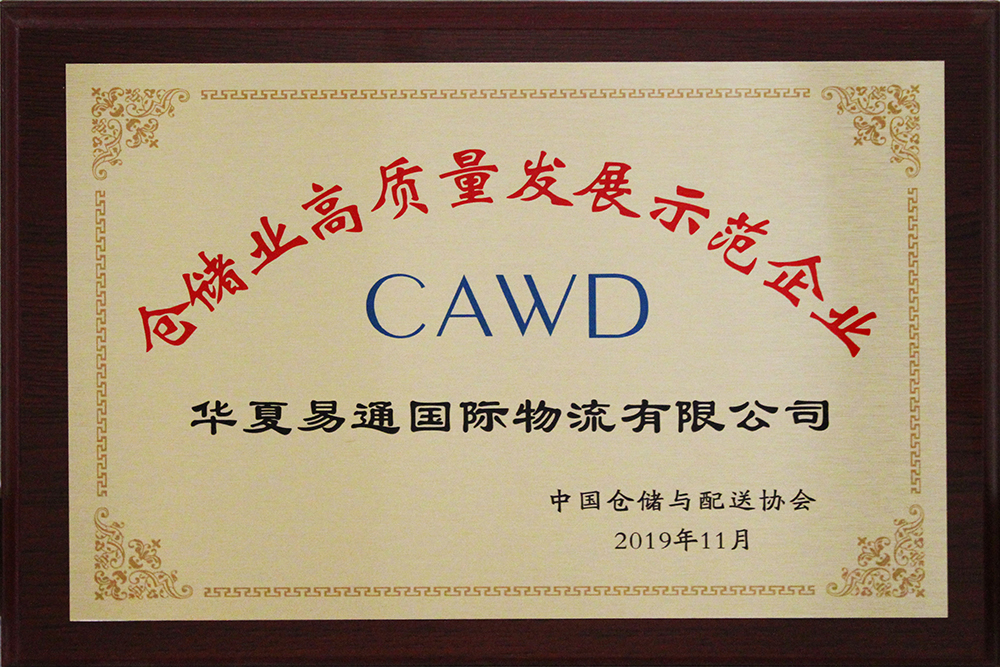 仓储业高质量发展示范企业
CAWD
华夏易通国际物流有限公司
中国仓储与配送协会
2019年11月